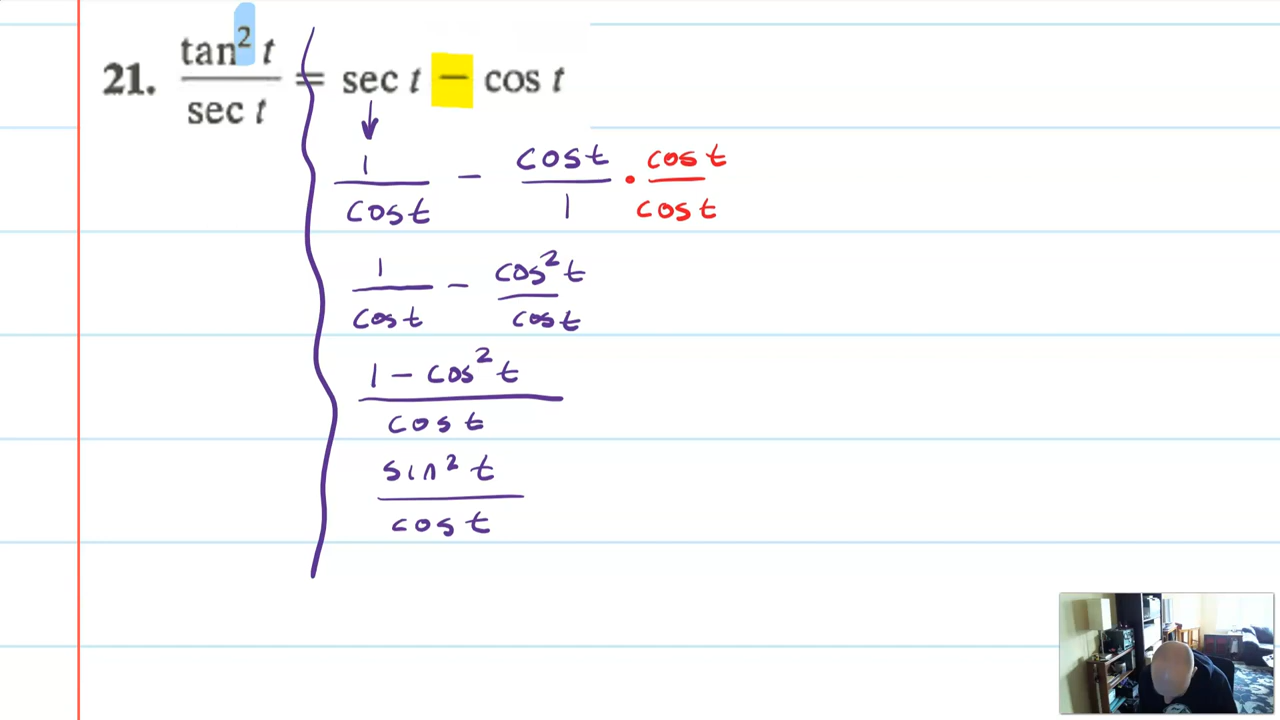 21. tan² t / sec t = sec t − cos t
1 / cos t − cos t / 1 • cos t / cos t
1 / cos t − cos² t / cos t
1 − cos² t / cos t
sin² t / cos t